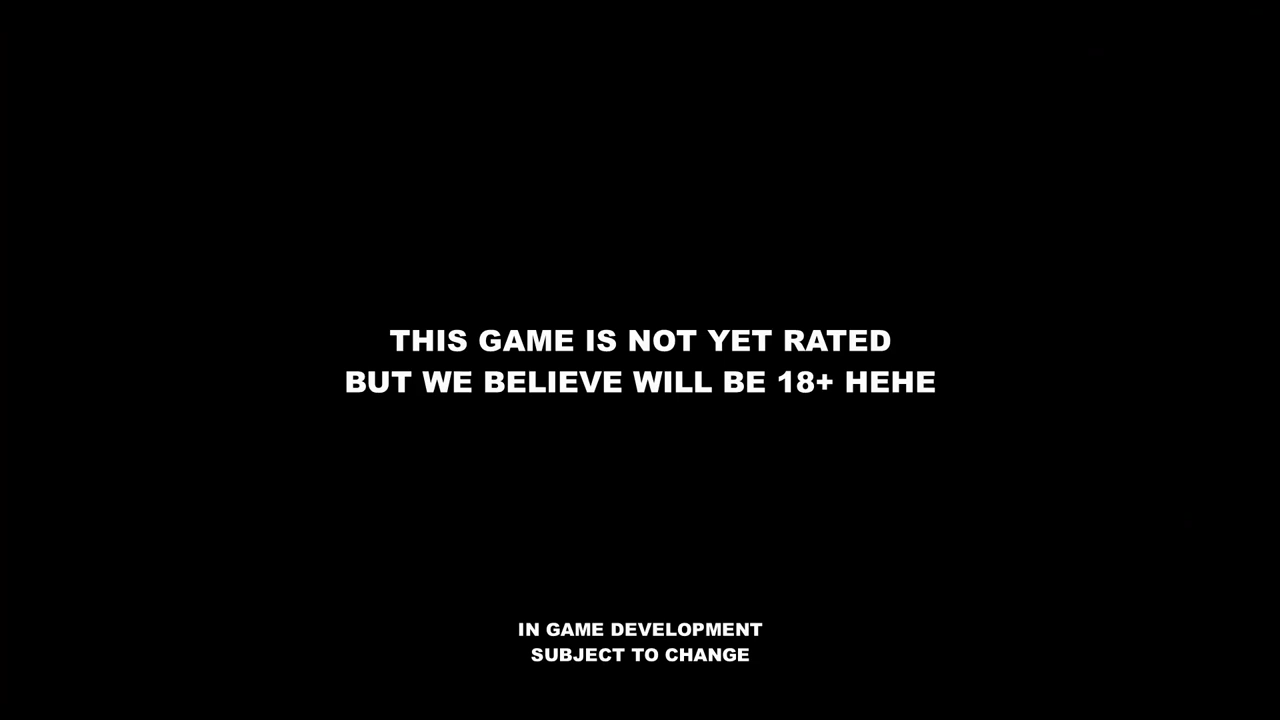 THIS GAME IS NOT YET RATED
BUT WE BELIEVE WILL BE 18+ HEHE
IN GAME DEVELOPMENT
SUBJECT TO CHANGE